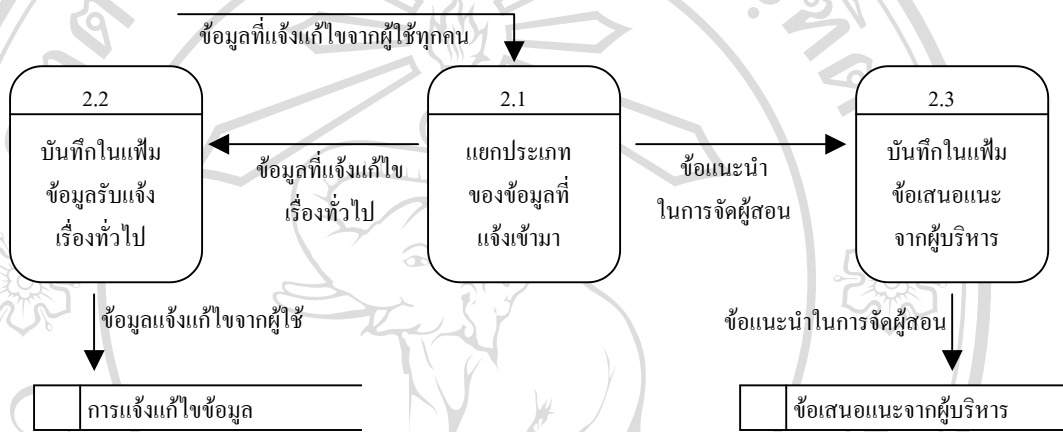 ข้อมูลที่แจ้งแก้ไขจากผู้ใช้ทุกคน
2.2
บันทึกในแฟ้ม
ข้อมูลรับแจ้ง
เรื่องทั่วไป
ข้อมูลที่แจ้งแก้ไข
เรื่องทั่วไป
2.1
แยกประเภท
ของข้อมูลที่
แจ้งเข้ามา
ข้อแนะนำ
ในการจัดผู้สอน
2.3
บันทึกในแฟ้ม
ข้อเสนอแนะ
จากผู้บริหาร
ข้อมูลแจ้งแก้ไขจากผู้ใช้
ข้อแนะนำในการจัดผู้สอน
การแจ้งแก้ไขข้อมูล
ข้อเสนอแนะจากผู้บริหาร